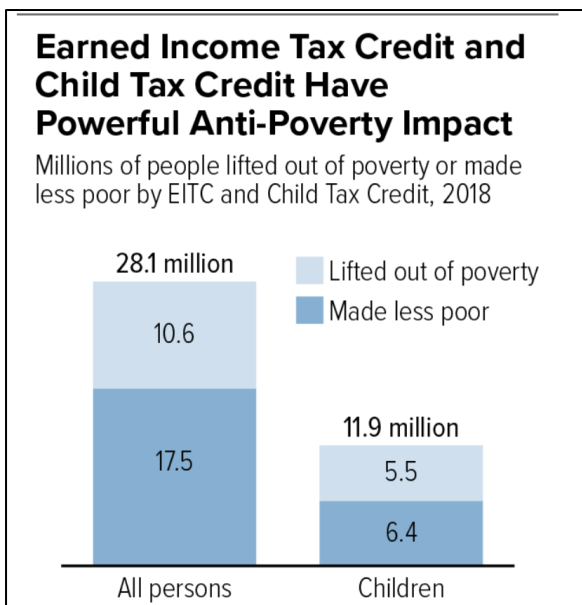 Earned Income Tax Credit and
Child Tax Credit Have
Powerful Anti-Poverty Impact
Millions of people lifted out of poverty or made
less poor by EITC and Child Tax Credit, 2018
28.1 million
Lifted out of poverty
Made less poor
10.6
17.5
11.9 million
5.5
6.4
All persons
Children